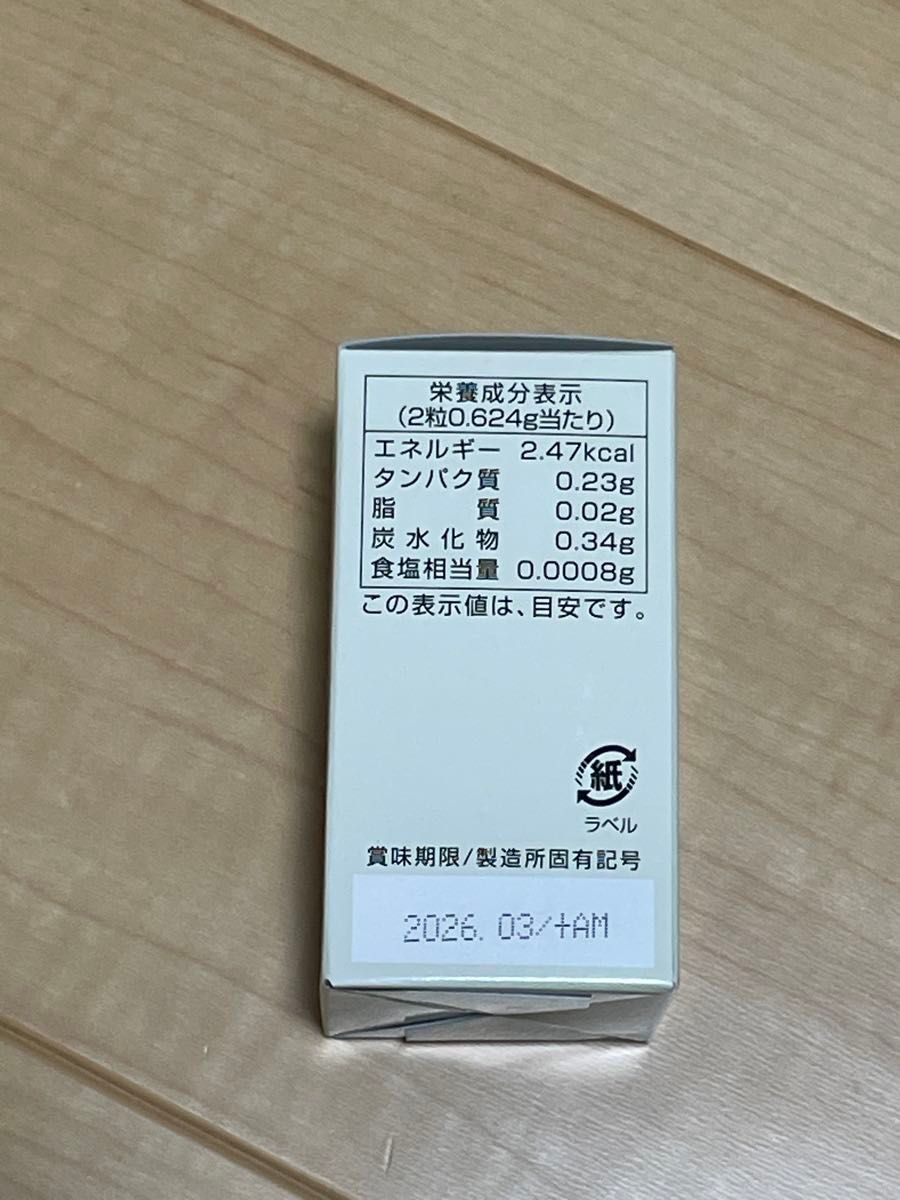 栄養成分表示
(2粒0.624g当たり)
エネルギー 2.47kcal
タンパク質 0.23g
脂質 0.02g
炭水化物 0.34g
食塩相当量 0.0008g
この表示値は、目安です。
紙
ラベル
賞味期限/製造所固有記号
2026. 03/+AM